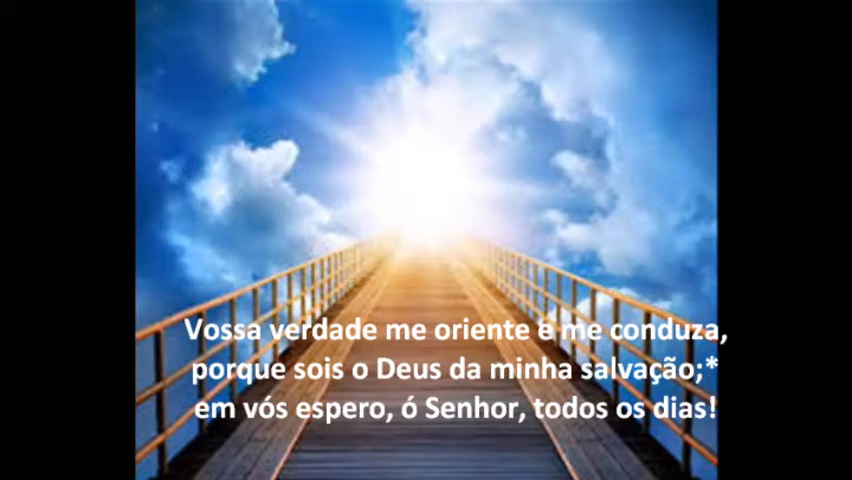 Vossa verdade me oriente e me conduza,
porque sois o Deus da minha salvação;*
em vós espero, ó Senhor, todos os dias!